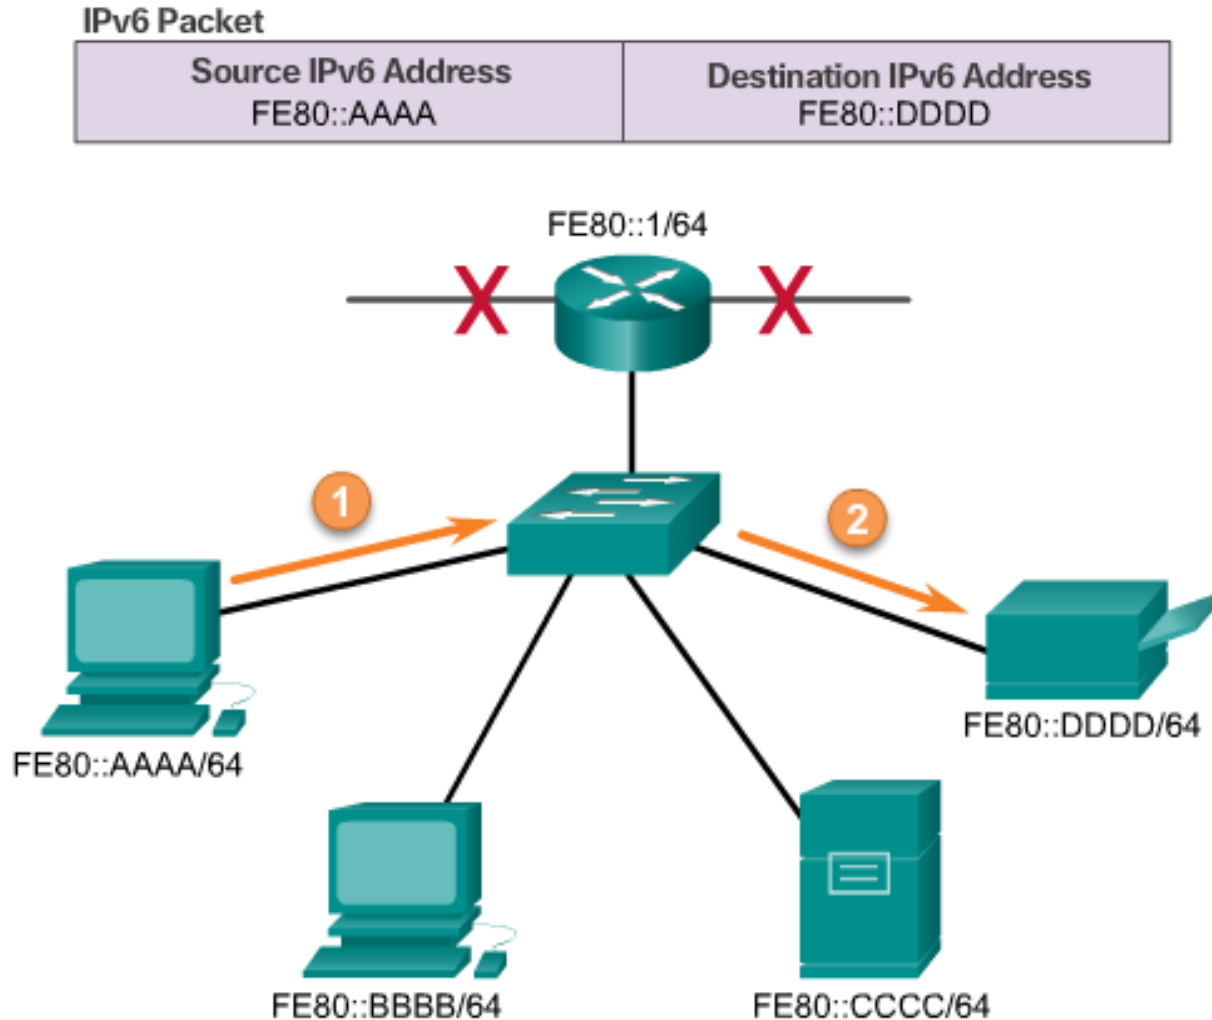 IPv6 Packet
Source IPv6 Address
FE80::AAAA
Destination IPv6 Address
FE80::DDDD
FE80::1/64
X X
1
2
FE80::AAAA/64
FE80::DDDD/64
FE80::BBBB/64
FE80::CCCC/64